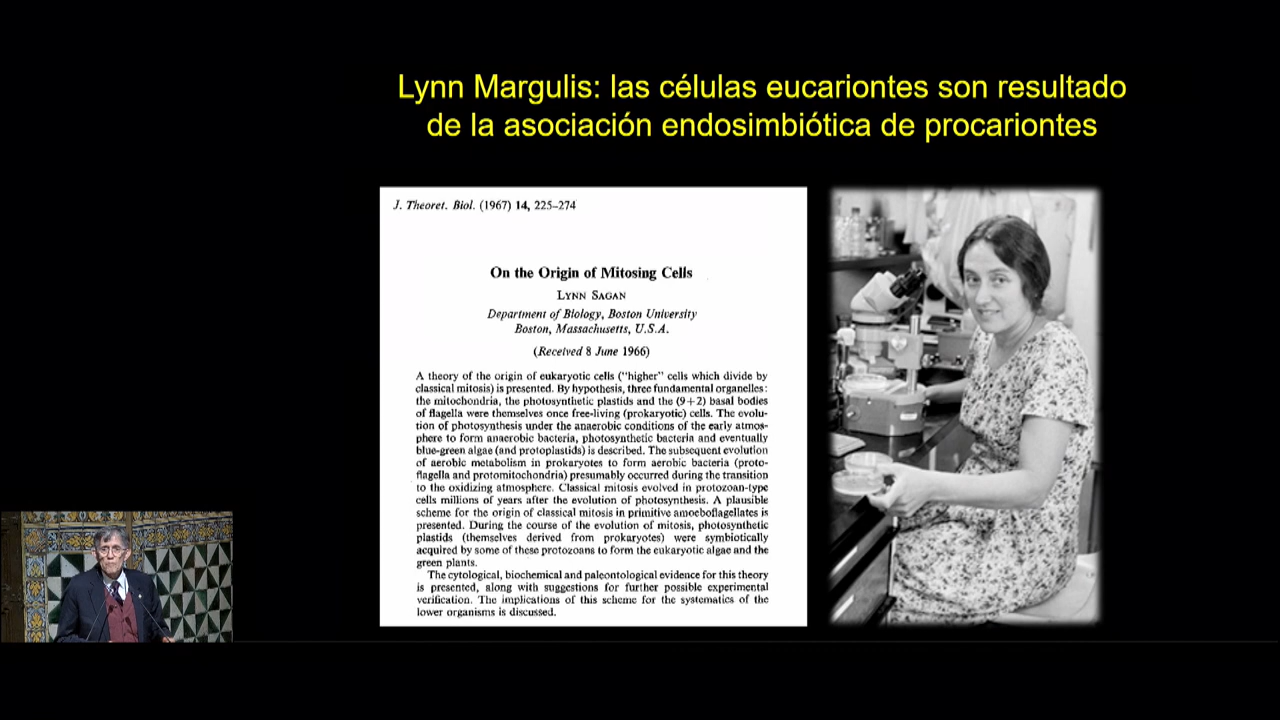 Lynn Margulis: las células eucariontes son resultado
de la asociación endosimbiótica de procariontes
J. Theoret. Biol. (1967) 14, 225–274
On the Origin of Mitosing Cells
LYNN SAGAN
Department of Biology, Boston University
Boston, Massachusetts, U.S.A.
(Received 8 June 1966)
A theory of the origin of eukaryotic cells ("higher" cells which divide by
classical mitosis) is presented. By hypothesis, three fundamental organelles:
the mitochondria, the photosynthetic plastids and the (9+2) basal bodies
of flagella were themselves once free-living (prokaryotic) cells. The evolu-
tion of photosynthesis under the anaerobic conditions of the early atmos-
phere to form anaerobic bacteria, photosynthetic bacteria and eventually
blue-green algae (and protoplastids) is described. The subsequent evolution
of aerobic metabolism in prokaryotes to form aerobic bacteria (proto-
flagella and protomitochondria) presumably occurred during the transition
to the oxidizing atmosphere. Classical mitosis evolved in protozoan-type
cells millions of years after the evolution of photosynthesis. A plausible
scheme for the origin of classical mitosis in primitive amoeboflagellates is
presented. During the course of the evolution of mitosis, photosynthetic
plastids (themselves derived from prokaryotes) were symbiotically
acquired by some of these protozoans to form the eukaryotic algae and the
green plants.
The cytological, biochemical and paleontological evidence for this theory
is presented, along with suggestions for further possible experimental
verification. The implications of this scheme for the systematics of the
lower organisms is discussed.